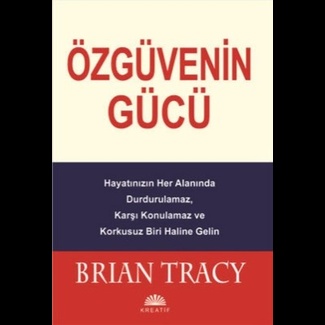 ÖZGÜVENİN
GÜCÜ
Hayatınızın Her Alanında
Durdurulamaz,
Karşı Konulamaz ve
Korkusuz Biri Haline Gelin
BRIAN TRACY
KREATİF